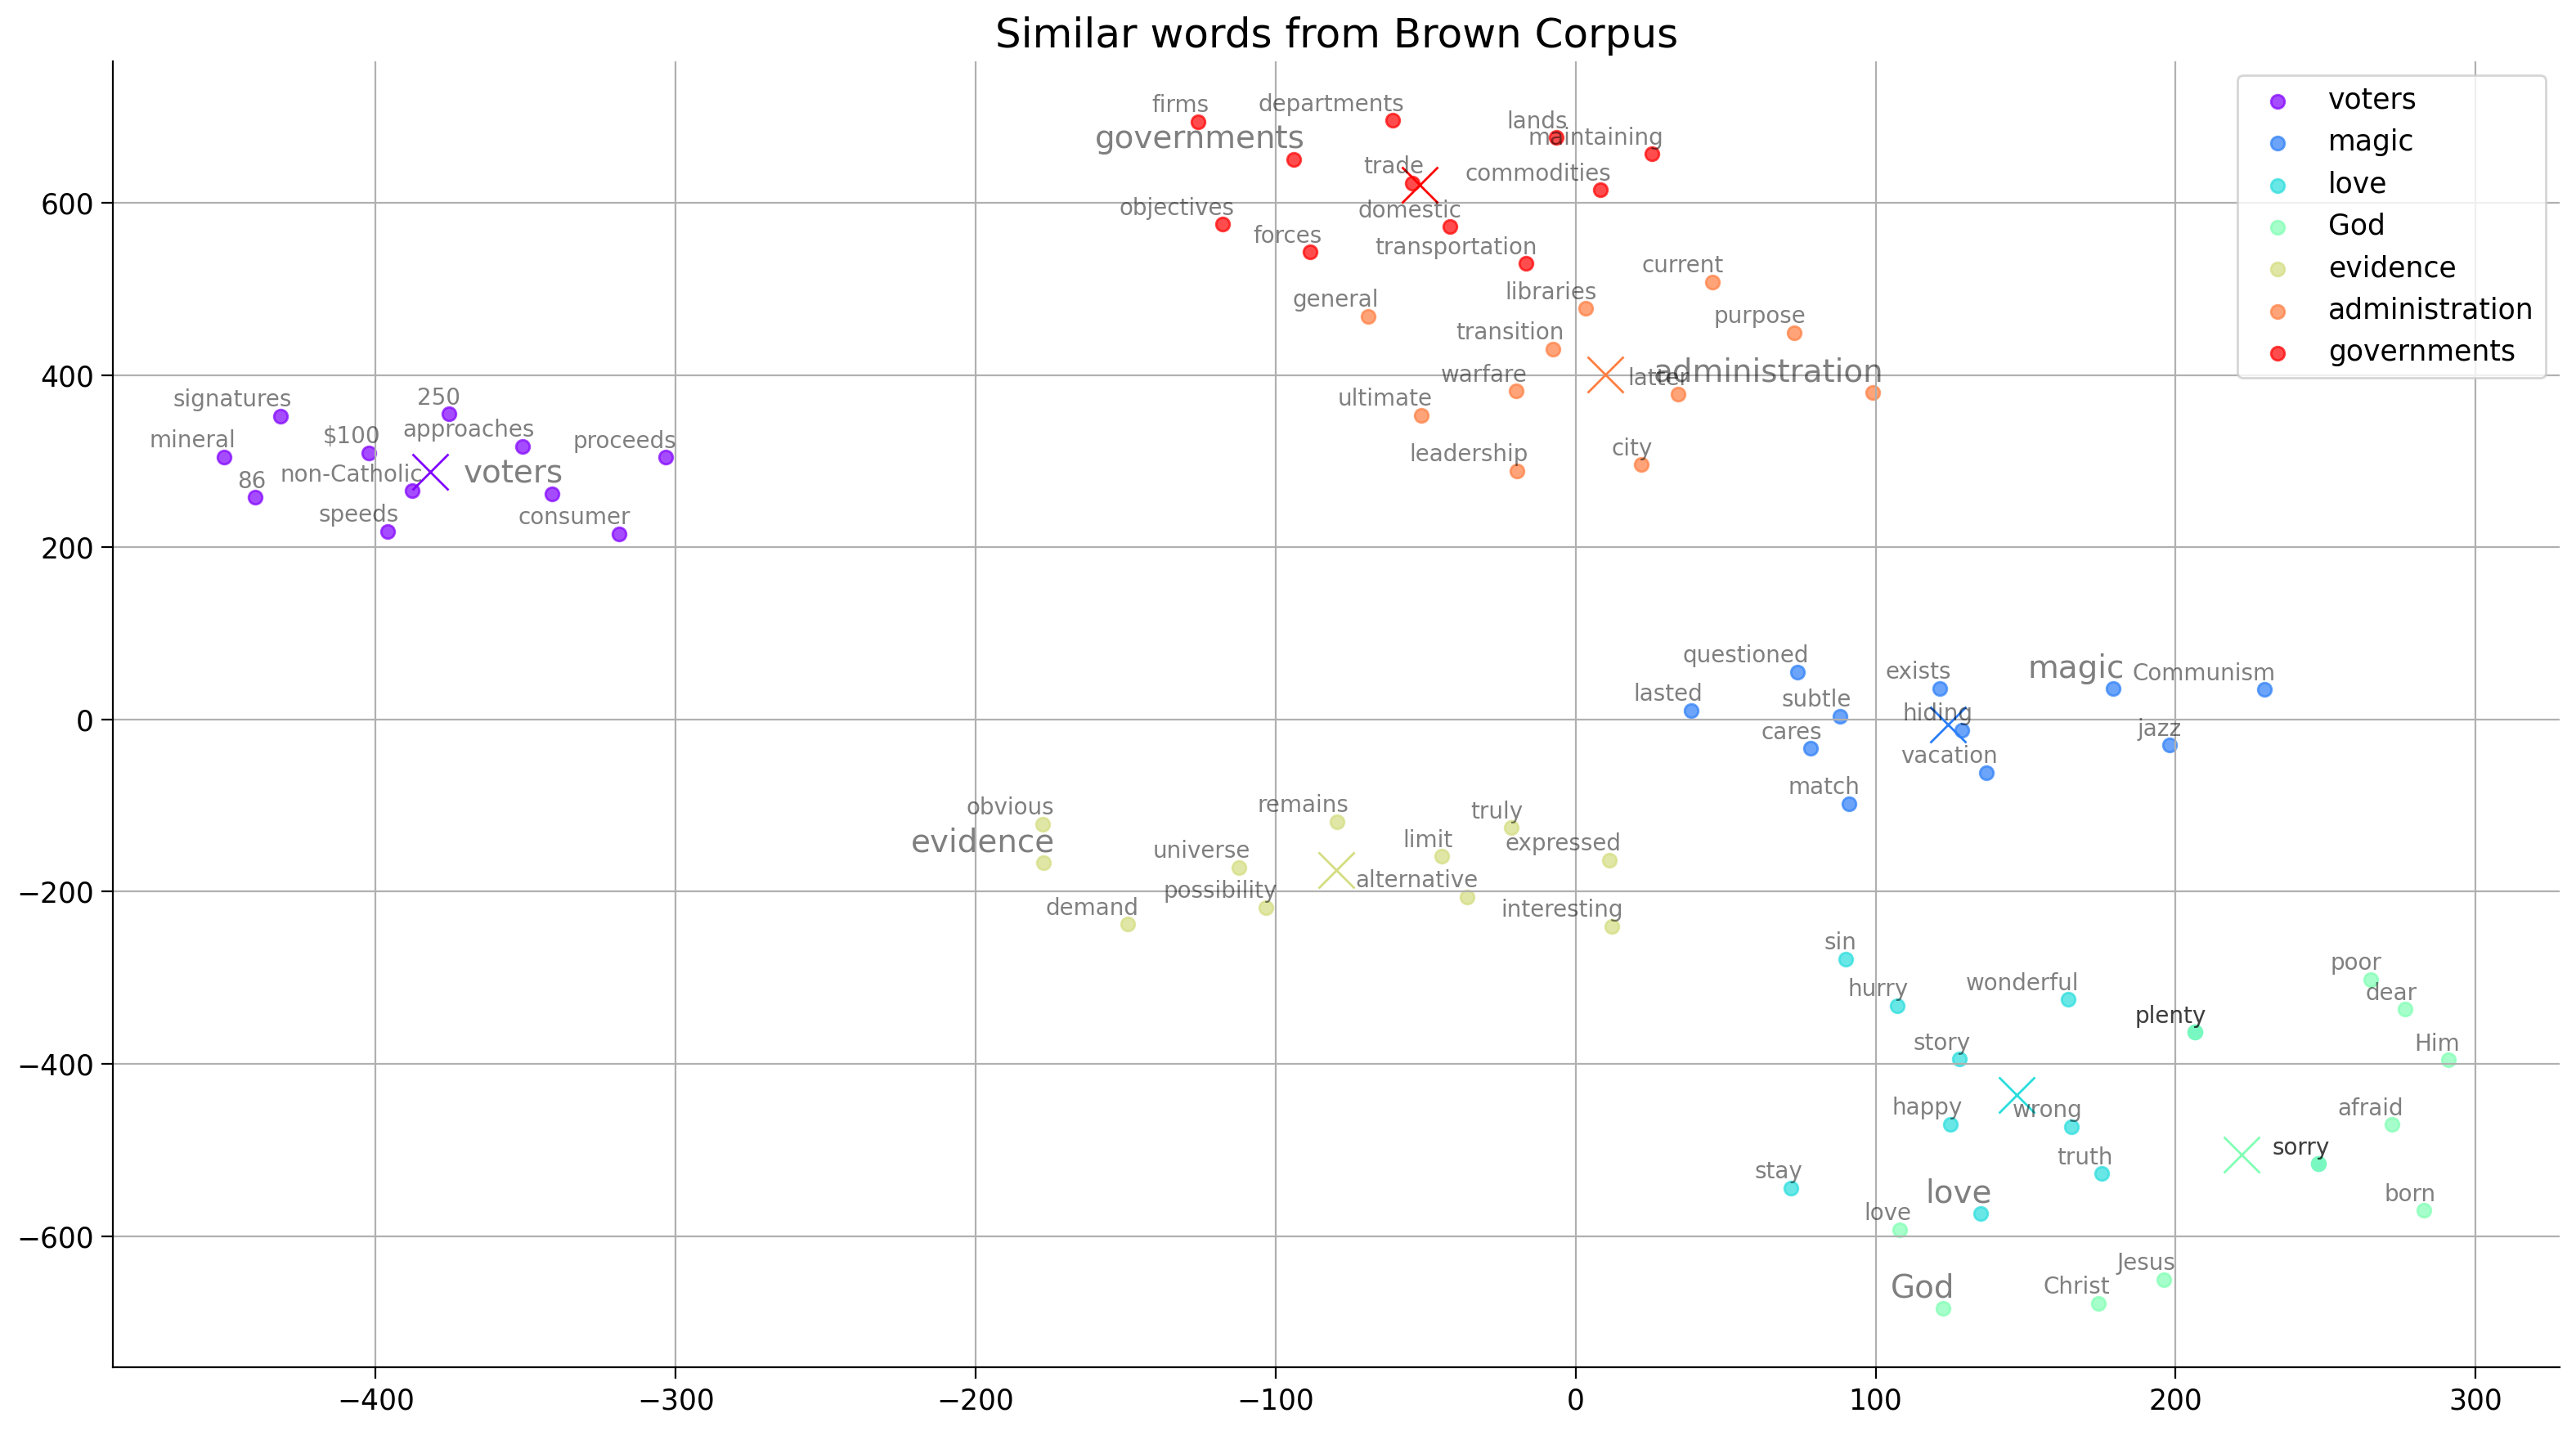 Similar words from Brown Corpus
voters
magic
love
God
evidence
administration
governments
firms
departments
governments
lands
maintaining
trade
commodities
objectives
domestic
forces
transportation
current
general
libraries
purpose
transition
administration
latter
warfare
ultimate
leadership
city
signatures
250
mineral
$100
approaches
proceeds
86
non-Catholic
voters
speeds
consumer
questioned
exists
magic
Communism
lasted
subtle
hiding
cares
jazz
vacation
match
obvious
remains
truly
evidence
universe
limit
expressed
possibility
alternative
demand
interesting
sin
poor
hurry
wonderful
dear
plenty
story
Him
happy
wrong
afraid
sorry
stay
truth
love
born
love
Jesus
God
Christ
600
400
200
0
−200
−400
−600
−400
−300
−200
−100
0
100
200
300